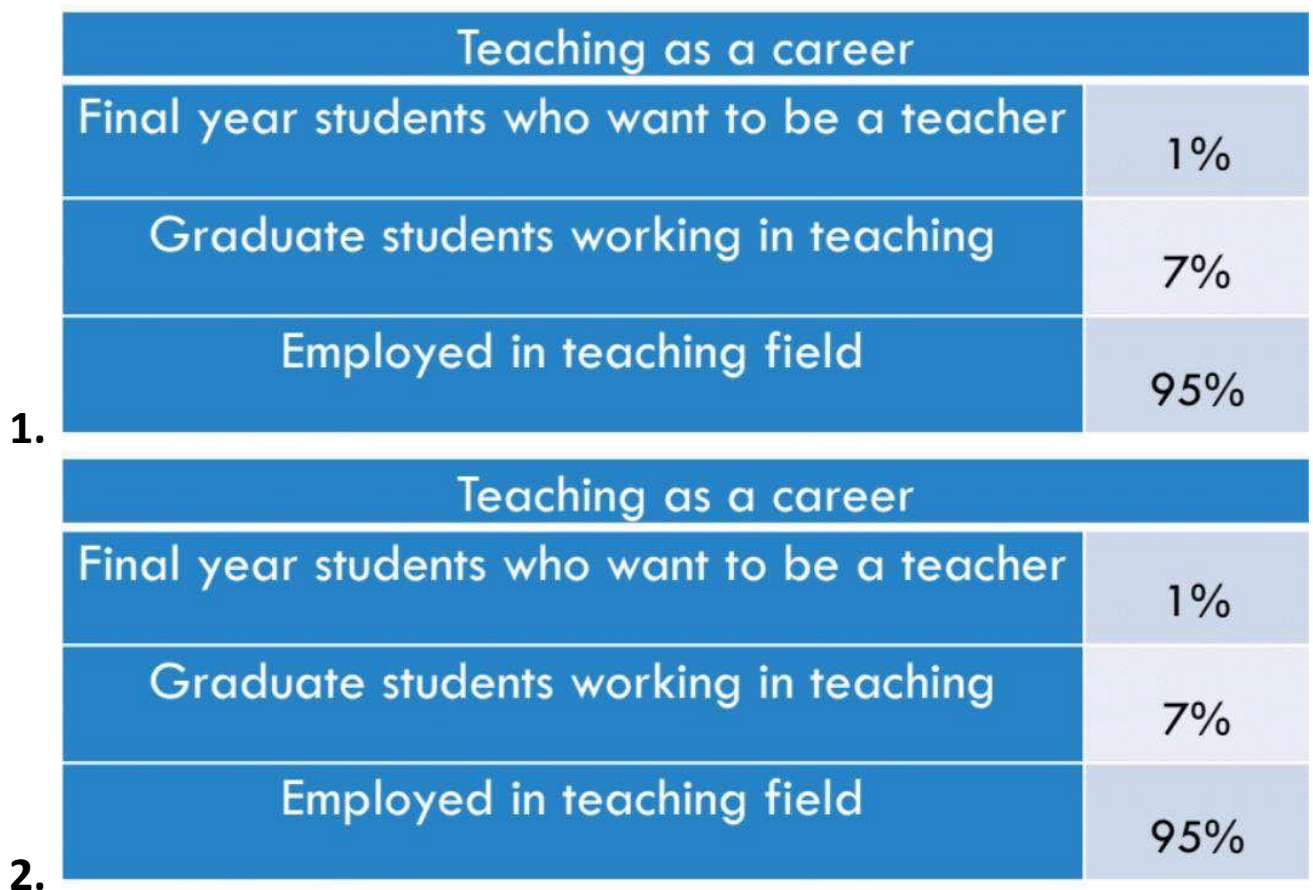 Teaching as a career
Final year students who want to be a teacher
1%
Graduate students working in teaching
7%
Employed in teaching field
95%
1.
Teaching as a career
Final year students who want to be a teacher
1%
Graduate students working in teaching
7%
Employed in teaching field
95%
2.